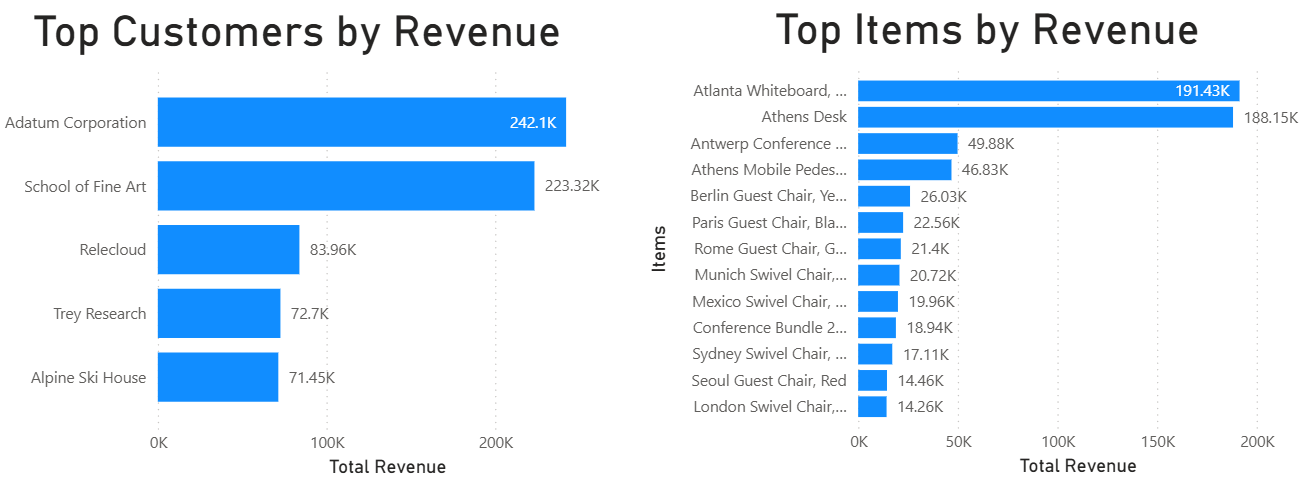 Top Customers by Revenue
Adatum Corporation 242.1K
School of Fine Art 223.32K
Relecloud 83.96K
Trey Research 72.7K
Alpine Ski House 71.45K
0K 100K 200K
Total Revenue
Top Items by Revenue
Items
Atlanta Whiteboard, ... 191.43K
Athens Desk 188.15K
Antwerp Conference ... 49.88K
Athens Mobile Pedes... 46.83K
Berlin Guest Chair, Ye... 26.03K
Paris Guest Chair, Bla... 22.56K
Rome Guest Chair, G... 21.4K
Munich Swivel Chair,... 20.72K
Mexico Swivel Chair, ... 19.96K
Conference Bundle 2... 18.94K
Sydney Swivel Chair, ... 17.11K
Seoul Guest Chair, Red 14.46K
London Swivel Chair,... 14.26K
0K 50K 100K 150K 200K
Total Revenue